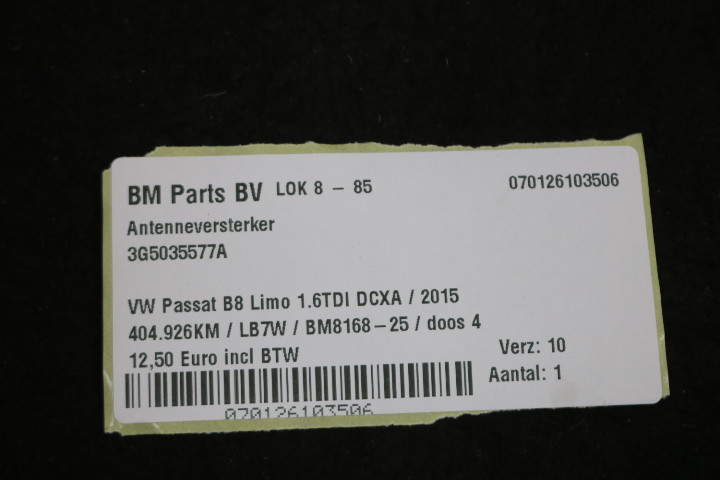 BM Parts BV LOK 8 - 85 070126103506
Antenneversterker
3G5035577A
VW Passat B8 Limo 1.6TDI DCXA / 2015
404.926KM / LB7W / BM8168-25 / doos 4
12,50 Euro incl BTW Verz: 10
Aantal: 1
070126103506